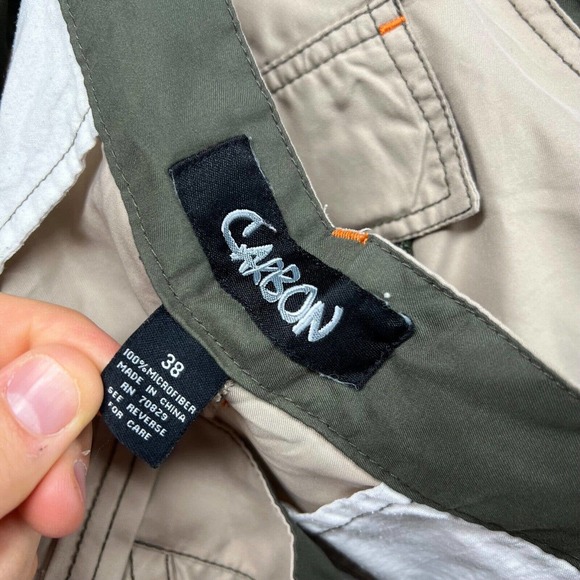 CARBON
38
100%MICROFIBER
MADE IN CHINA
RN 70829
SEE REVERSE
FOR CARE